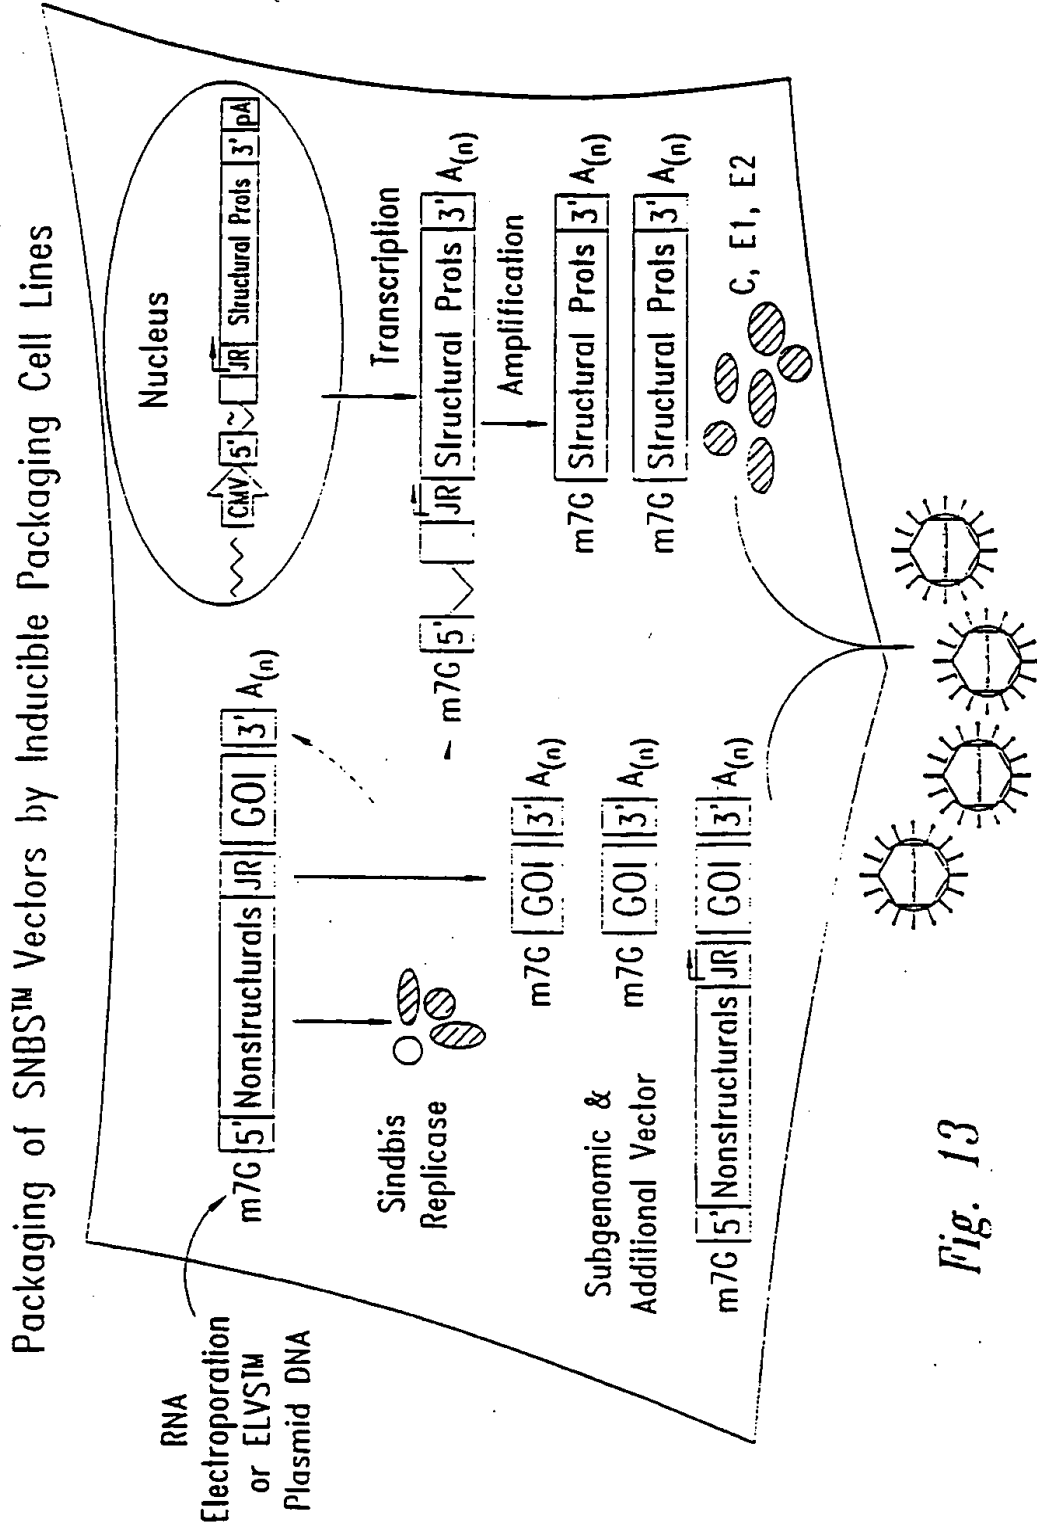 Packaging of SNBS™ Vectors by Inducible Packaging Cell Lines
RNA
Electroporation
or ELVS™
Plasmid DNA
m7G 5' Nonstructurals JR GOI 3' A(n)
Sindbis
Replicase
Subgenomic &
Additional Vector
m7G GOI 3' A(n)
m7G GOI 3' A(n)
m7G 5' Nonstructurals JR GOI 3' A(n)
Nucleus
CMV 5' ~ JR Structural Prots 3' pA
Transcription
m7G 5' JR Structural Prots 3' A(n)
Amplification
m7G Structural Prots 3' A(n)
m7G Structural Prots 3' A(n)
C, E1, E2
Fig. 13